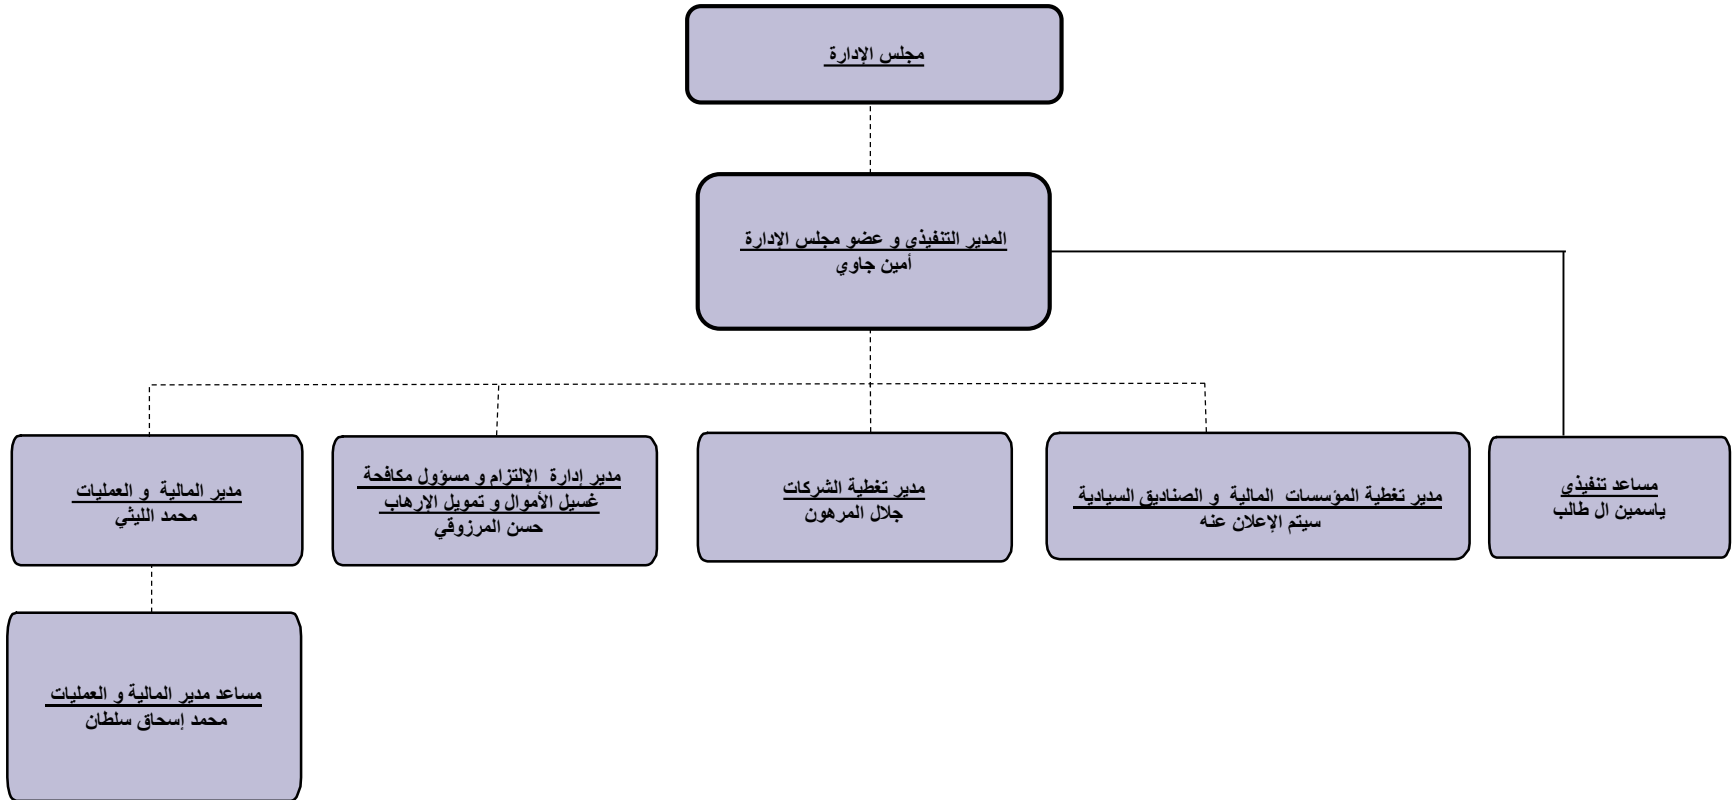 مجلس الإدارة
المدير التنفيذي و عضو مجلس الإدارة
أمين جاوي
مساعد تنفيذي
ياسمين ال طالب
مدير تغطية المؤسسات المالية و الصناديق السيادية
سيتم الإعلان عنه
مدير تغطية الشركات
جلال المرهون
مدير إدارة الإلتزام و مسؤول مكافحة
غسيل الأموال و تمويل الإرهاب
حسن المرزوقي
مدير المالية و العمليات
محمد الليثي
مساعد مدير المالية و العمليات
محمد إسحاق سلطان